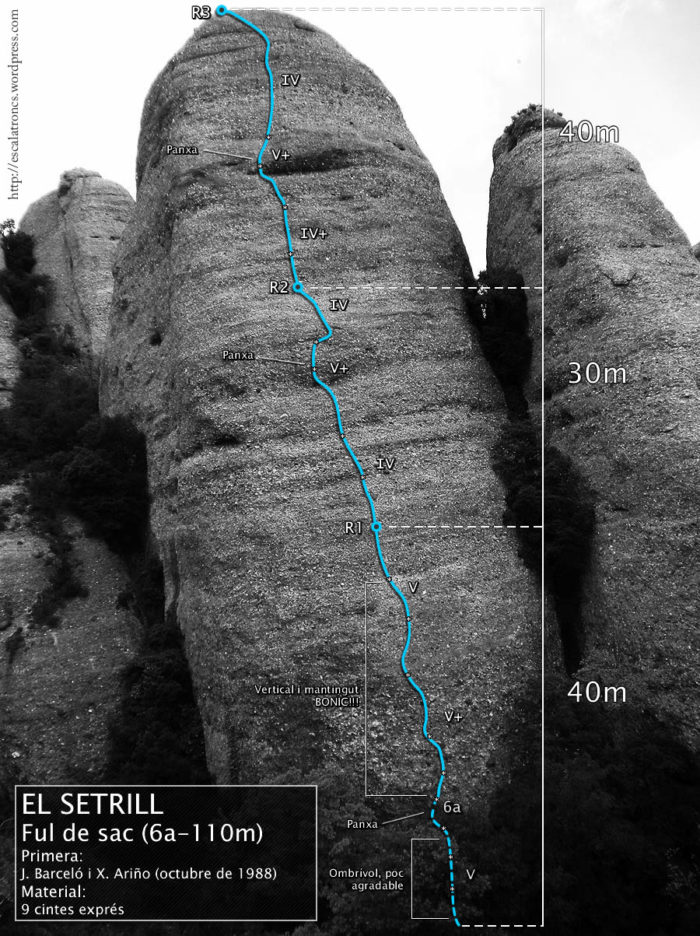 http://escalatroncs.wordpress.com
R3
IV
40m
Panxa
V+
IV+
R2
IV
Panxa
V+
30m
IV
R1
V
Vertical i mantingut
BONIC!!!
40m
V+
6a
Panxa
Ombrívol, poc
agradable
V
EL SETRILL
Ful de sac (6a-110m)
Primera:
J. Barceló i X. Ariño (octubre de 1988)
Material:
9 cintes exprés